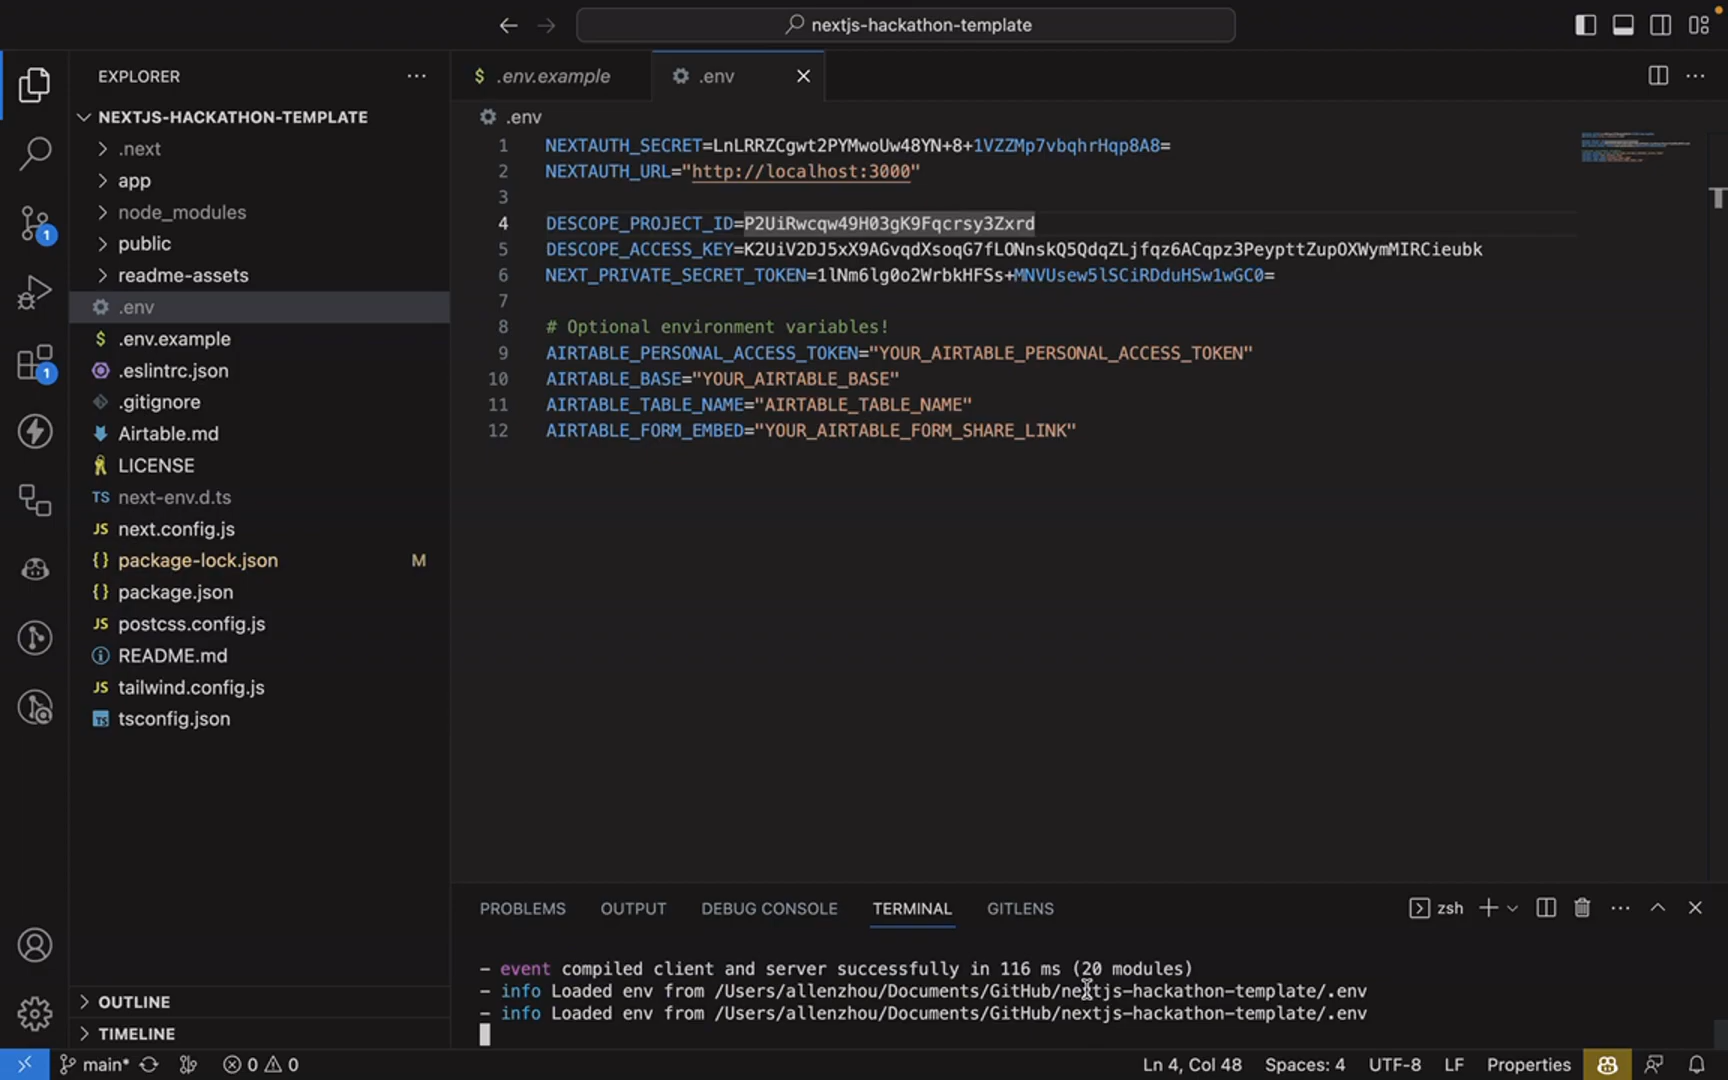 nextjs-hackathon-template
EXPLORER
NEXTJS-HACKATHON-TEMPLATE
.next
app
node_modules
public
readme-assets
.env
$ .env.example
.eslintrc.json
.gitignore
Airtable.md
LICENSE
TS next-env.d.ts
JS next.config.js
{} package-lock.json M
{} package.json
JS postcss.config.js
README.md
JS tailwind.config.js
TS tsconfig.json
OUTLINE
TIMELINE
1
1
$ .env.example
.env
.env
1 NEXTAUTH_SECRET=LnLRRZCgwt2PYMwoUw48YN+8+1VZZMp7vbqhrHqp8A8=
2 NEXTAUTH_URL="http://localhost:3000"
3
4 DESCOPE_PROJECT_ID=P2UiRwcqw49H03gK9Fqcrsy3Zxrd
5 DESCOPE_ACCESS_KEY=K2UiV2DJ5xX9AGvqdXsoqG7fLONnskQ5QdqZLjfqz6ACqpz3PeypttZupOXWymMIRCieubk
6 NEXT_PRIVATE_SECRET_TOKEN=1lNm6lg0o2WrbkHFSs+MNVUsew5lSCiRDduHSw1wGC0=
7
8 # Optional environment variables!
9 AIRTABLE_PERSONAL_ACCESS_TOKEN="YOUR_AIRTABLE_PERSONAL_ACCESS_TOKEN"
10 AIRTABLE_BASE="YOUR_AIRTABLE_BASE"
11 AIRTABLE_TABLE_NAME="AIRTABLE_TABLE_NAME"
12 AIRTABLE_FORM_EMBED="YOUR_AIRTABLE_FORM_SHARE_LINK"
PROBLEMS OUTPUT DEBUG CONSOLE TERMINAL GITLENS
zsh
- event compiled client and server successfully in 116 ms (20 modules)
- info Loaded env from /Users/allenzhou/Documents/GitHub/nextjs-hackathon-template/.env
- info Loaded env from /Users/allenzhou/Documents/GitHub/nextjs-hackathon-template/.env
main* 0 0 Ln 4, Col 48 Spaces: 4 UTF-8 LF Properties